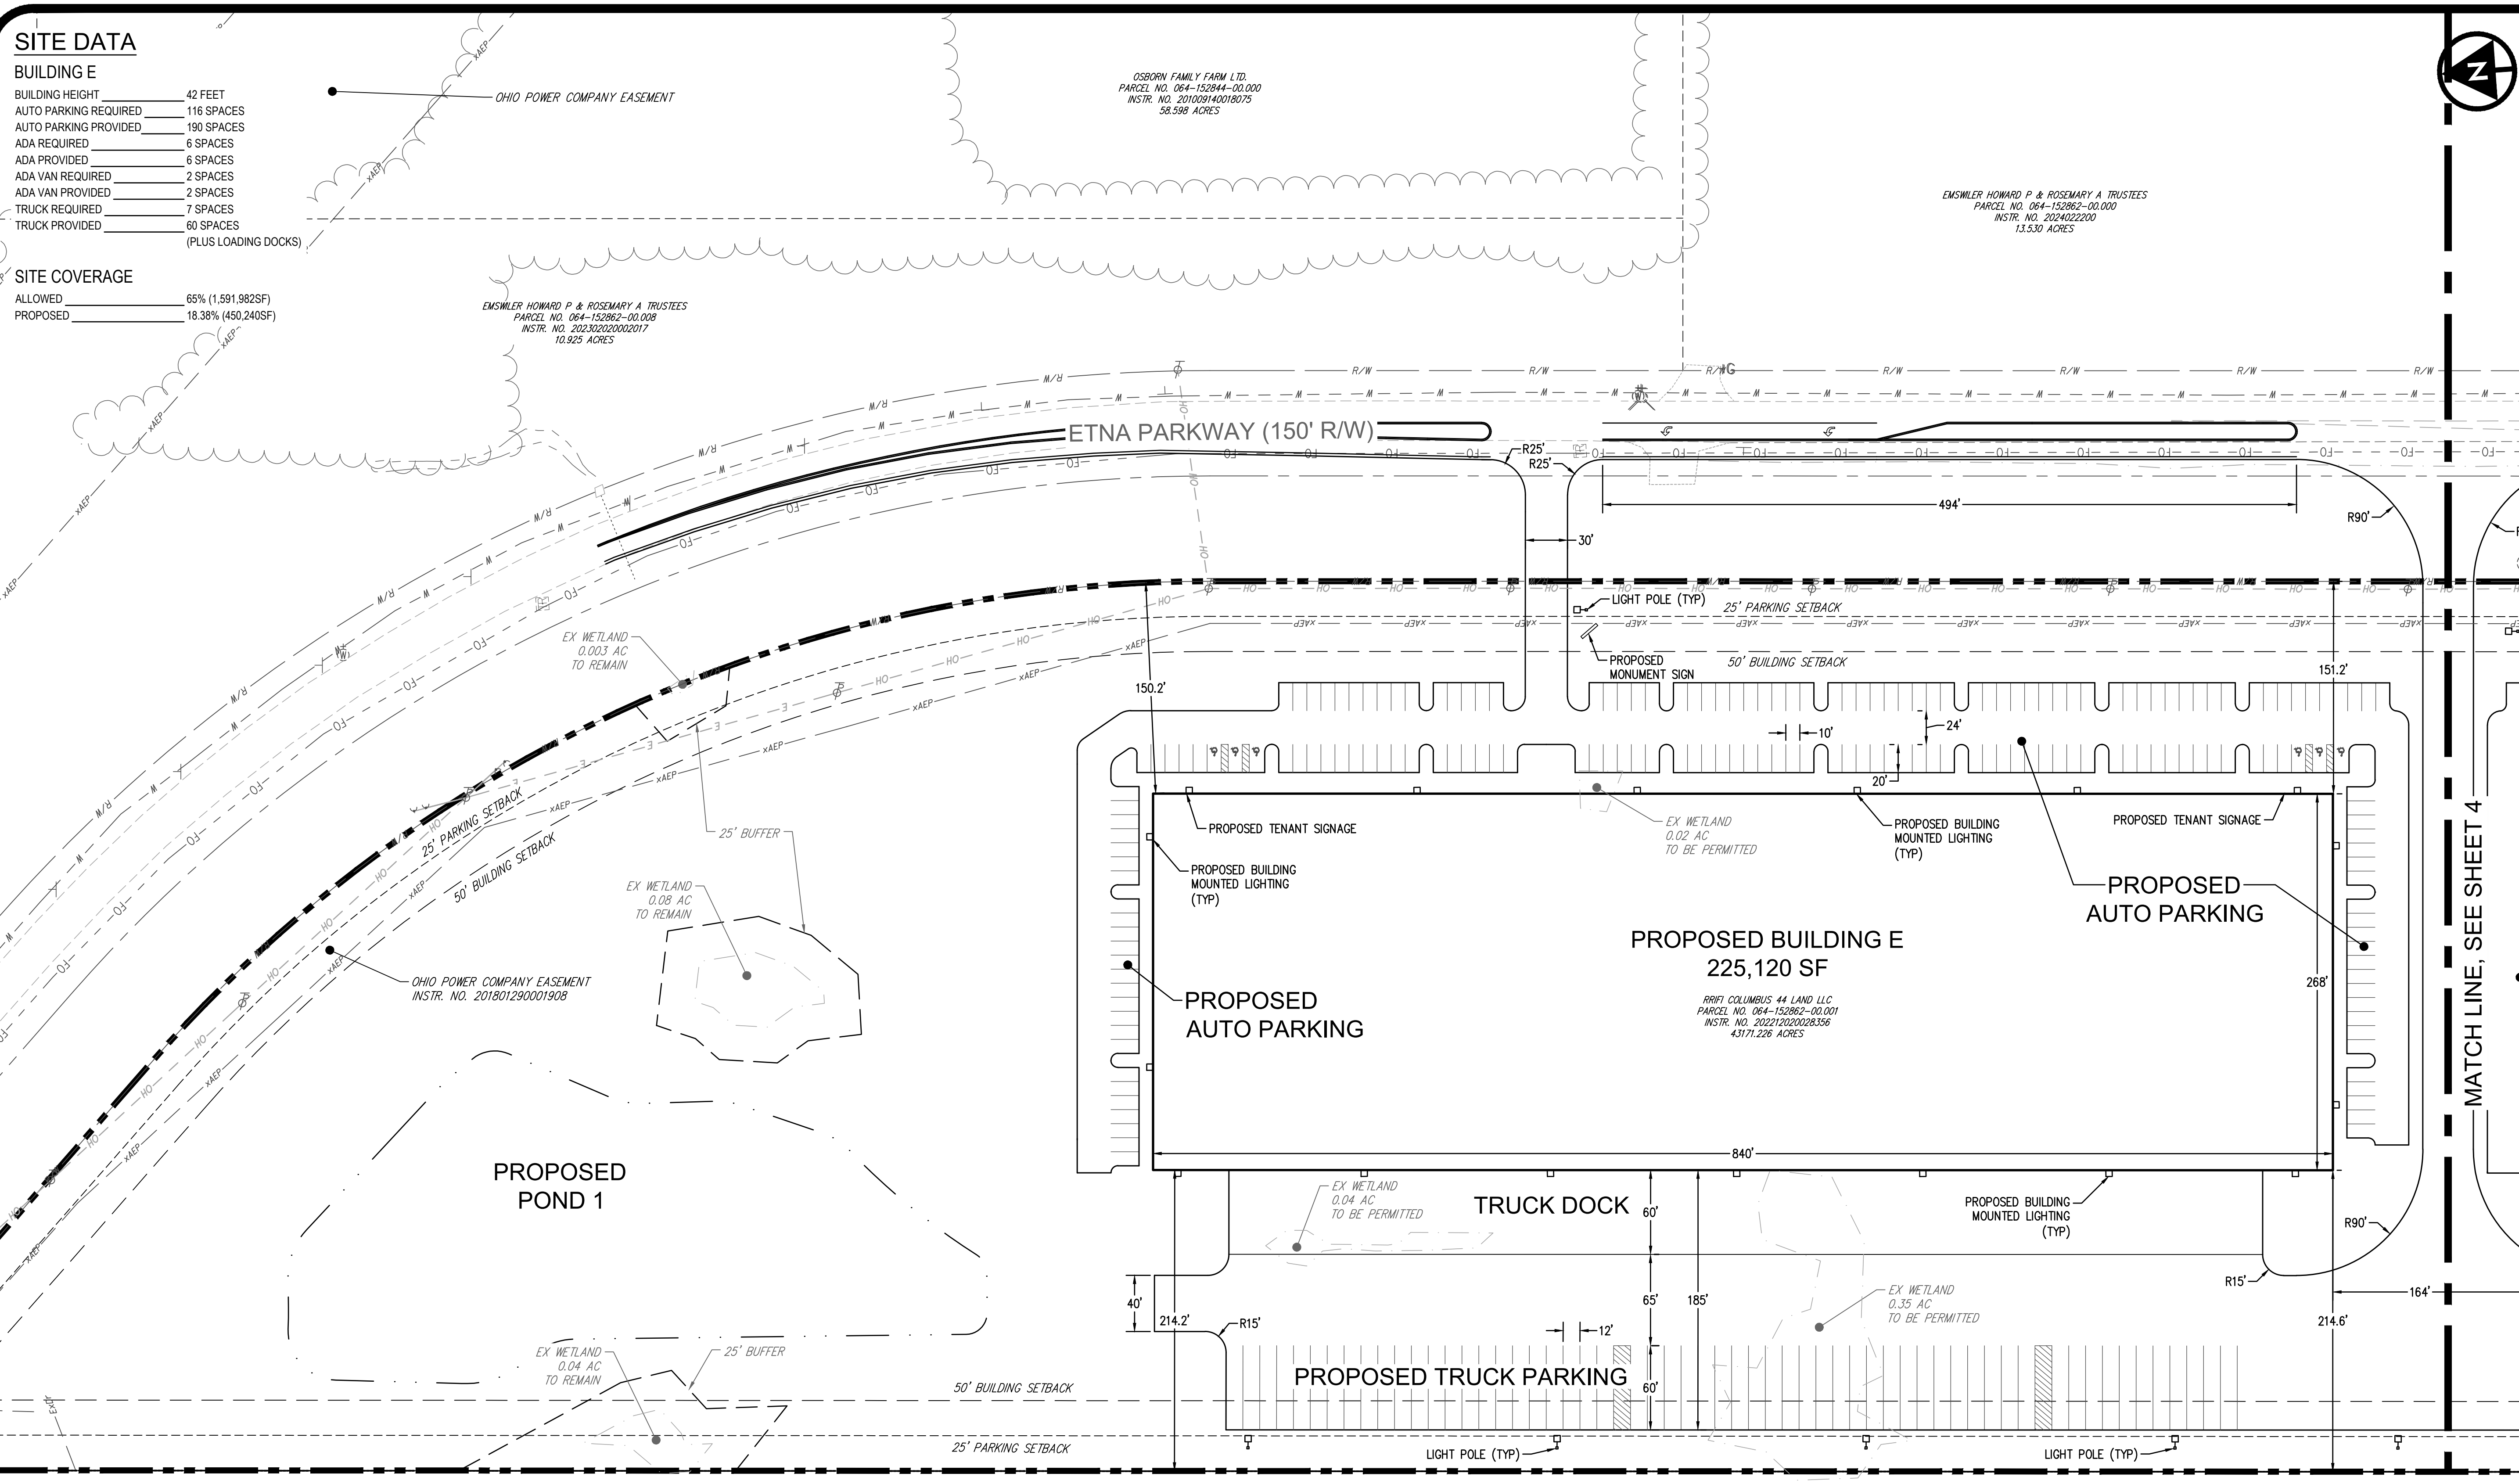 SITE DATA
BUILDING E
BUILDING HEIGHT 42 FEET
AUTO PARKING REQUIRED 116 SPACES
AUTO PARKING PROVIDED 190 SPACES
ADA REQUIRED 6 SPACES
ADA PROVIDED 6 SPACES
ADA VAN REQUIRED 2 SPACES
ADA VAN PROVIDED 2 SPACES
TRUCK REQUIRED 7 SPACES
TRUCK PROVIDED 60 SPACES
(PLUS LOADING DOCKS)
SITE COVERAGE
ALLOWED 65% (1,591,982SF)
PROPOSED 18.38% (450,240SF)
OHIO POWER COMPANY EASEMENT
OSBORN FAMILY FARM LTD.
PARCEL NO. 064-152844-00.000
INSTR. NO. 201009140018075
58.598 ACRES
N
EMSWILER HOWARD P & ROSEMARY A TRUSTEES
PARCEL NO. 064-152862-00.000
INSTR. NO. 2024022200
13.530 ACRES
EMSWILER HOWARD P & ROSEMARY A TRUSTEES
PARCEL NO. 064-152862-00.008
INSTR. NO. 202302020002017
10.925 ACRES
ETNA PARKWAY (150' R/W)
R25'
R25'
494'
R90'
30'
LIGHT POLE (TYP)
25' PARKING SETBACK
PROPOSED
MONUMENT SIGN
50' BUILDING SETBACK
EX WETLAND
0.003 AC
TO REMAIN
150.2'
151.2'
10'
24'
20'
25' PARKING SETBACK
50' BUILDING SETBACK
25' BUFFER
PROPOSED TENANT SIGNAGE
EX WETLAND
0.02 AC
TO BE PERMITTED
PROPOSED BUILDING
MOUNTED LIGHTING
(TYP)
PROPOSED TENANT SIGNAGE
PROPOSED BUILDING
MOUNTED LIGHTING
(TYP)
EX WETLAND
0.08 AC
TO REMAIN
PROPOSED
AUTO PARKING
PROPOSED BUILDING E
225,120 SF
RRIFI COLUMBUS 44 LAND LLC
PARCEL NO. 064-152862-00.001
INSTR. NO. 202212020028356
43171.226 ACRES
268'
MATCH LINE, SEE SHEET 4
OHIO POWER COMPANY EASEMENT
INSTR. NO. 201801290001908
PROPOSED
AUTO PARKING
840'
PROPOSED
POND 1
EX WETLAND
0.04 AC
TO BE PERMITTED
TRUCK DOCK
60'
PROPOSED BUILDING
MOUNTED LIGHTING
(TYP)
R90'
R15'
40'
214.2'
R15'
65'
185'
EX WETLAND
0.35 AC
TO BE PERMITTED
164'
214.6'
12'
EX WETLAND
0.04 AC
TO REMAIN
25' BUFFER
PROPOSED TRUCK PARKING
60'
50' BUILDING SETBACK
25' PARKING SETBACK
LIGHT POLE (TYP)
LIGHT POLE (TYP)